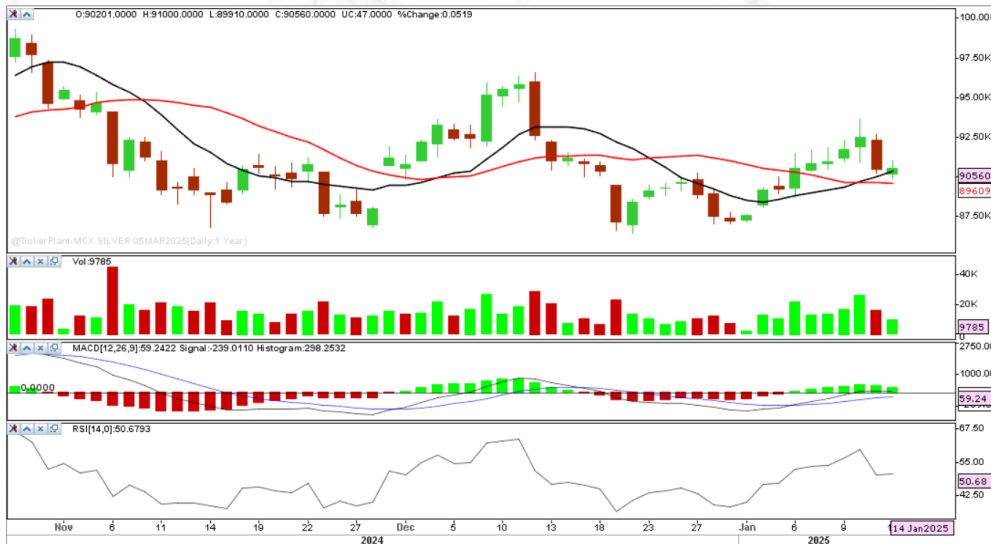 O:90201.0000 H:91000.0000 L:89910.0000 C:90560.0000 UC:47.0000 %Change:0.0519
100.00
97.50K
95.00K
92.50K
90560
89609
87.50K
@TickerPlant-MCX SILVER 05MAR2025(Daily:1 Year)
Vol:9785
40K
20K
9785
0
MACD[12,26,9]:59.2422 Signal:-239.0110 Histogram:298.2532
2750.00
1000.00
0.0000
59.24
RSI[14,0]:50.6793
67.50
55.00
50.68
42.50
Nov 6 11 14 19 22 27 Dec 5 10 13 18 23 27 Jan 6 9 14 Jan2025
2024 2025